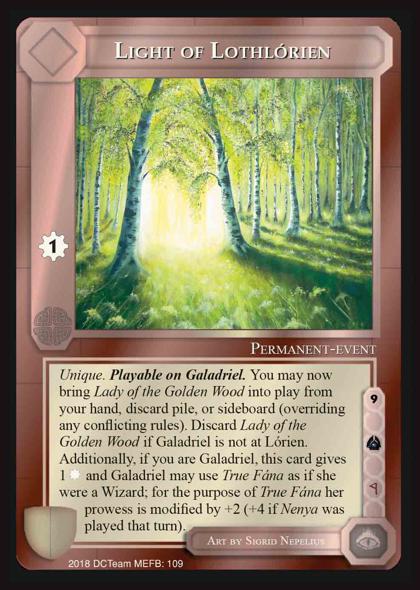 LIGHT OF LOTHLÓRIEN
1
PERMANENT-EVENT
Unique. Playable on Galadriel. You may now
bring Lady of the Golden Wood into play from
your hand, discard pile, or sideboard (overriding
any conflicting rules). Discard Lady of the
Golden Wood if Galadriel is not at Lórien.
Additionally, if you are Galadriel, this card gives
1 and Galadriel may use True Fána as if she
were a Wizard; for the purpose of True Fána her
prowess is modified by +2 (+4 if Nenya was
played that turn).
9
ART BY SIGRID NEPELIUS
2018 DCTeam MEFB: 109